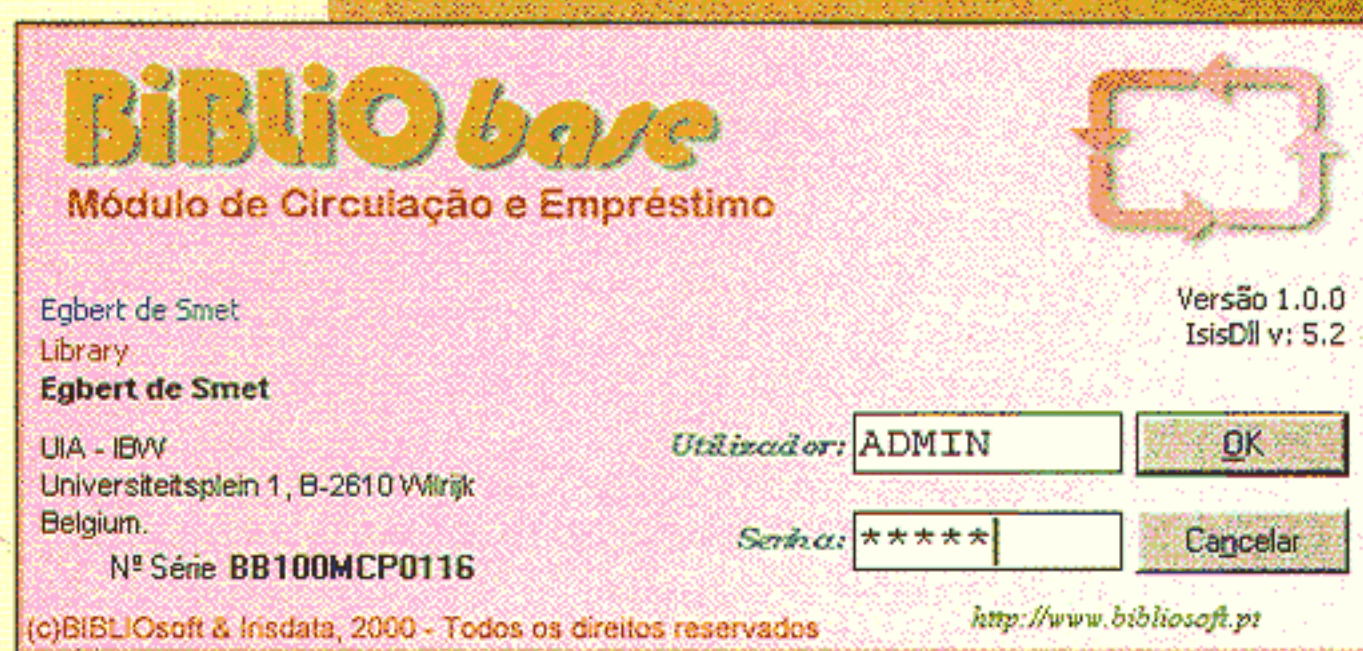 BiBLiO base
Módulo de Circulação e Empréstimo
Egbert de Smet
Library
Egbert de Smet
UIA - IBW
Universiteitsplein 1, B-2610 Wilrijk
Belgium.
Nº Série BB100MCP0116
Versão 1.0.0
IsisDll v: 5.2
Utilizador: ADMIN OK
Senha: ***** Cancelar
(c)BIBLIOsoft & Insdata, 2000 - Todos os direitos reservados
http://www.bibliosoft.pt